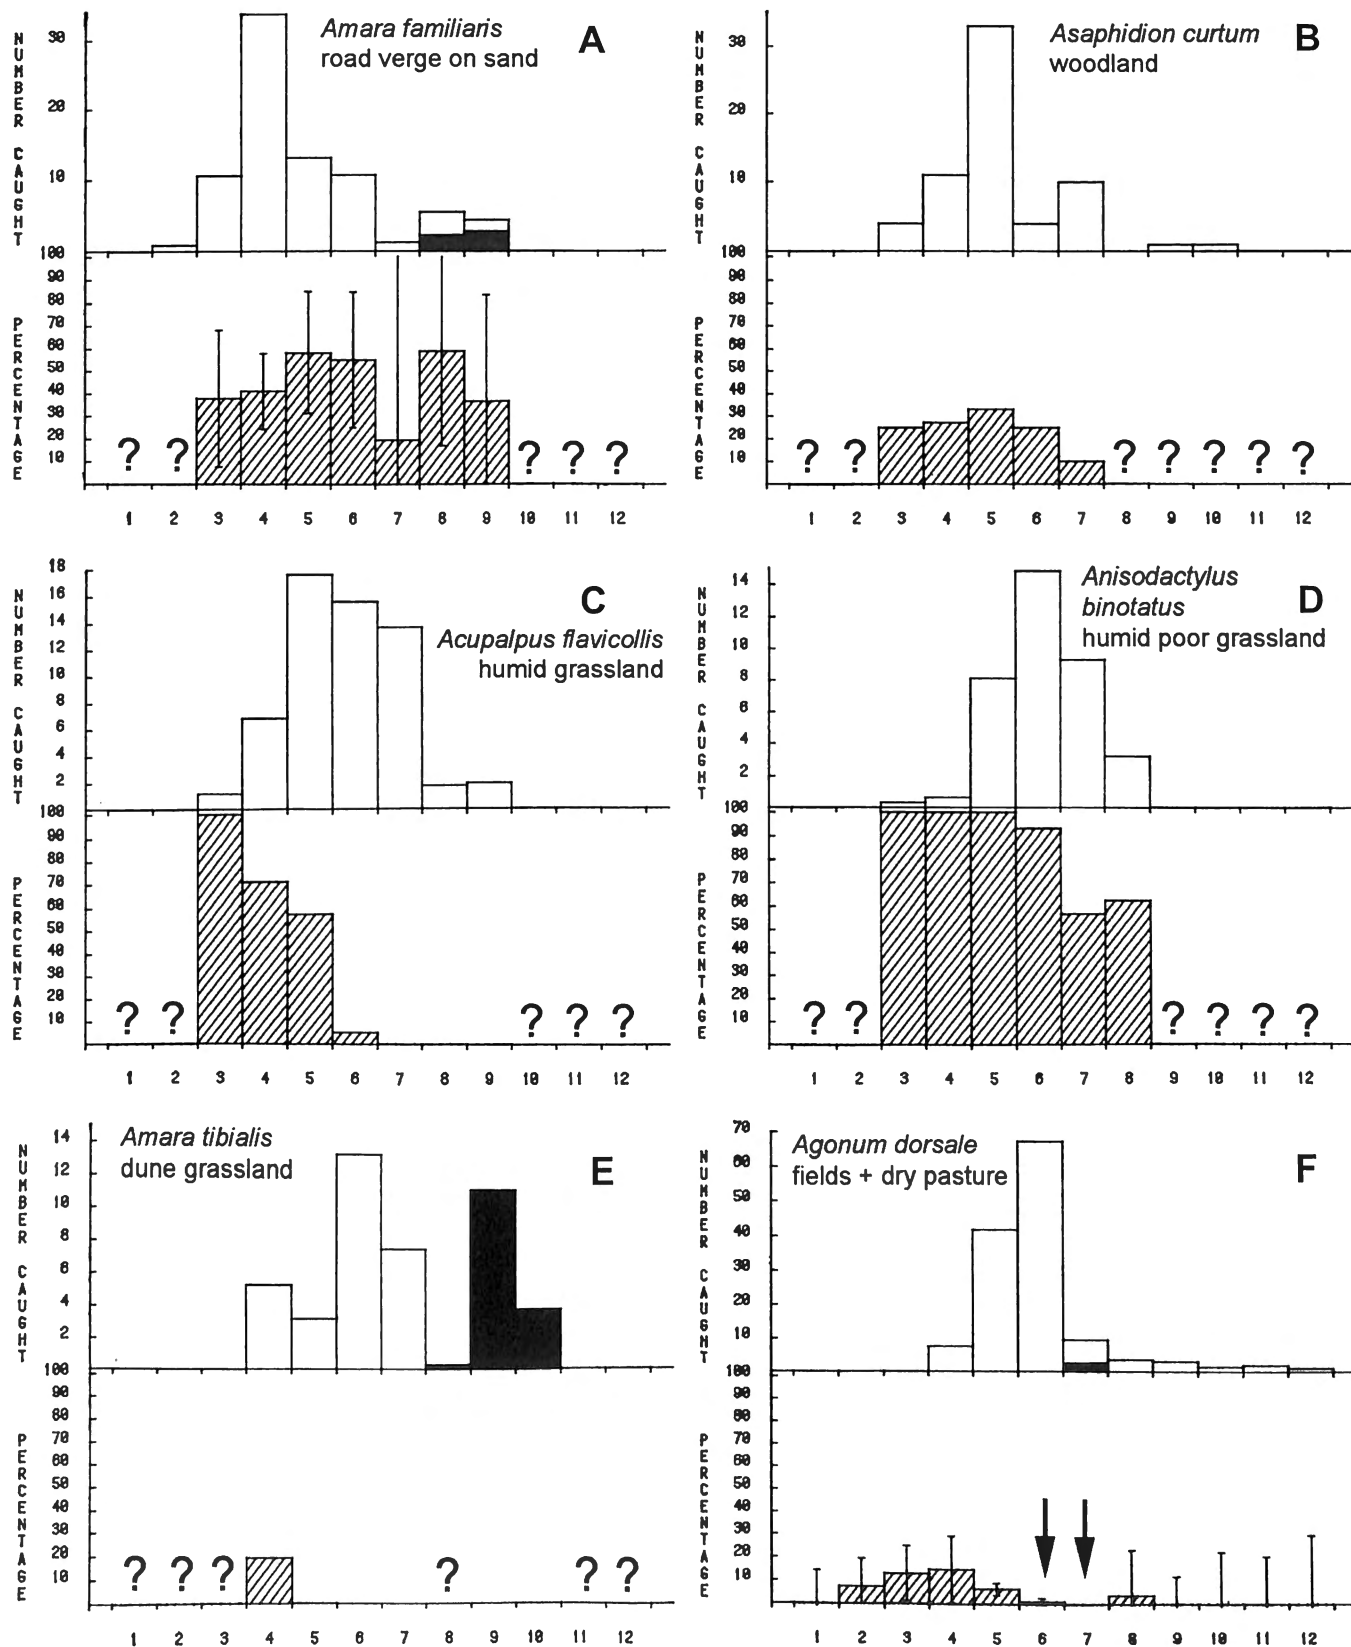 Amara familiaris
road verge on sand
A
NUMBER CAUGHT
30
20
10
PERCENTAGE
100
90
80
70
60
50
40
30
20
10
? ? ? ? ?
1 2 3 4 5 6 7 8 9 10 11 12
Asaphidion curtum
woodland
B
NUMBER CAUGHT
30
20
10
PERCENTAGE
100
90
80
70
60
50
40
30
20
10
? ? ? ? ? ? ?
1 2 3 4 5 6 7 8 9 10 11 12
C
Acupalpus flavicollis
humid grassland
NUMBER CAUGHT
18
16
14
12
10
8
6
4
2
PERCENTAGE
100
90
80
70
60
50
40
30
20
10
? ? ? ? ?
1 2 3 4 5 6 7 8 9 10 11 12
Anisodactylus
binotatus
humid poor grassland
D
NUMBER CAUGHT
14
12
10
8
6
4
2
PERCENTAGE
100
90
80
70
60
50
40
30
20
10
? ? ? ? ? ?
1 2 3 4 5 6 7 8 9 10 11 12
Amara tibialis
dune grassland
E
NUMBER CAUGHT
14
12
10
8
6
4
2
PERCENTAGE
100
90
80
70
60
50
40
30
20
10
? ? ? ? ? ?
1 2 3 4 5 6 7 8 9 10 11 12
Agonum dorsale
fields + dry pasture
F
NUMBER CAUGHT
70
60
50
40
30
20
10
PERCENTAGE
100
90
80
70
60
50
40
30
20
10
1 2 3 4 5 6 7 8 9 10 11 12